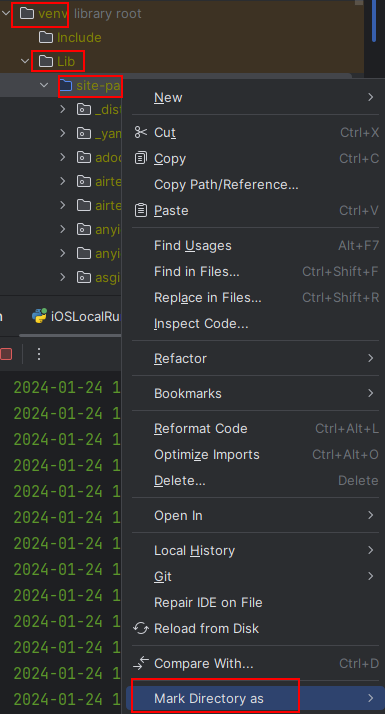 venv library root
Include
Lib
site-pa
_dist
_yam
adoc
airte
airte
anyi
anyi
asgi
New
Cut Ctrl+X
Copy Ctrl+C
Copy Path/Reference...
Paste Ctrl+V
Find Usages Alt+F7
Find in Files... Ctrl+Shift+F
Replace in Files... Ctrl+Shift+R
Inspect Code...
Refactor
Bookmarks
Reformat Code Ctrl+Alt+L
Optimize Imports Ctrl+Alt+O
Delete... Delete
Open In
Local History
Git
Repair IDE on File
Reload from Disk
Compare With... Ctrl+D
Mark Directory as
n
iOSLocalRu
2024-01-24 1
2024-01-24 1
2024-01-24 1
2024-01-24 1
2024-01-24 1
2024-01-24 1
2024-01-24 1
2024-01-24 1
2024-01-24 1
2024-01-24 1
2024-01-24 1
2024-01-24 1
2024-01-24 1